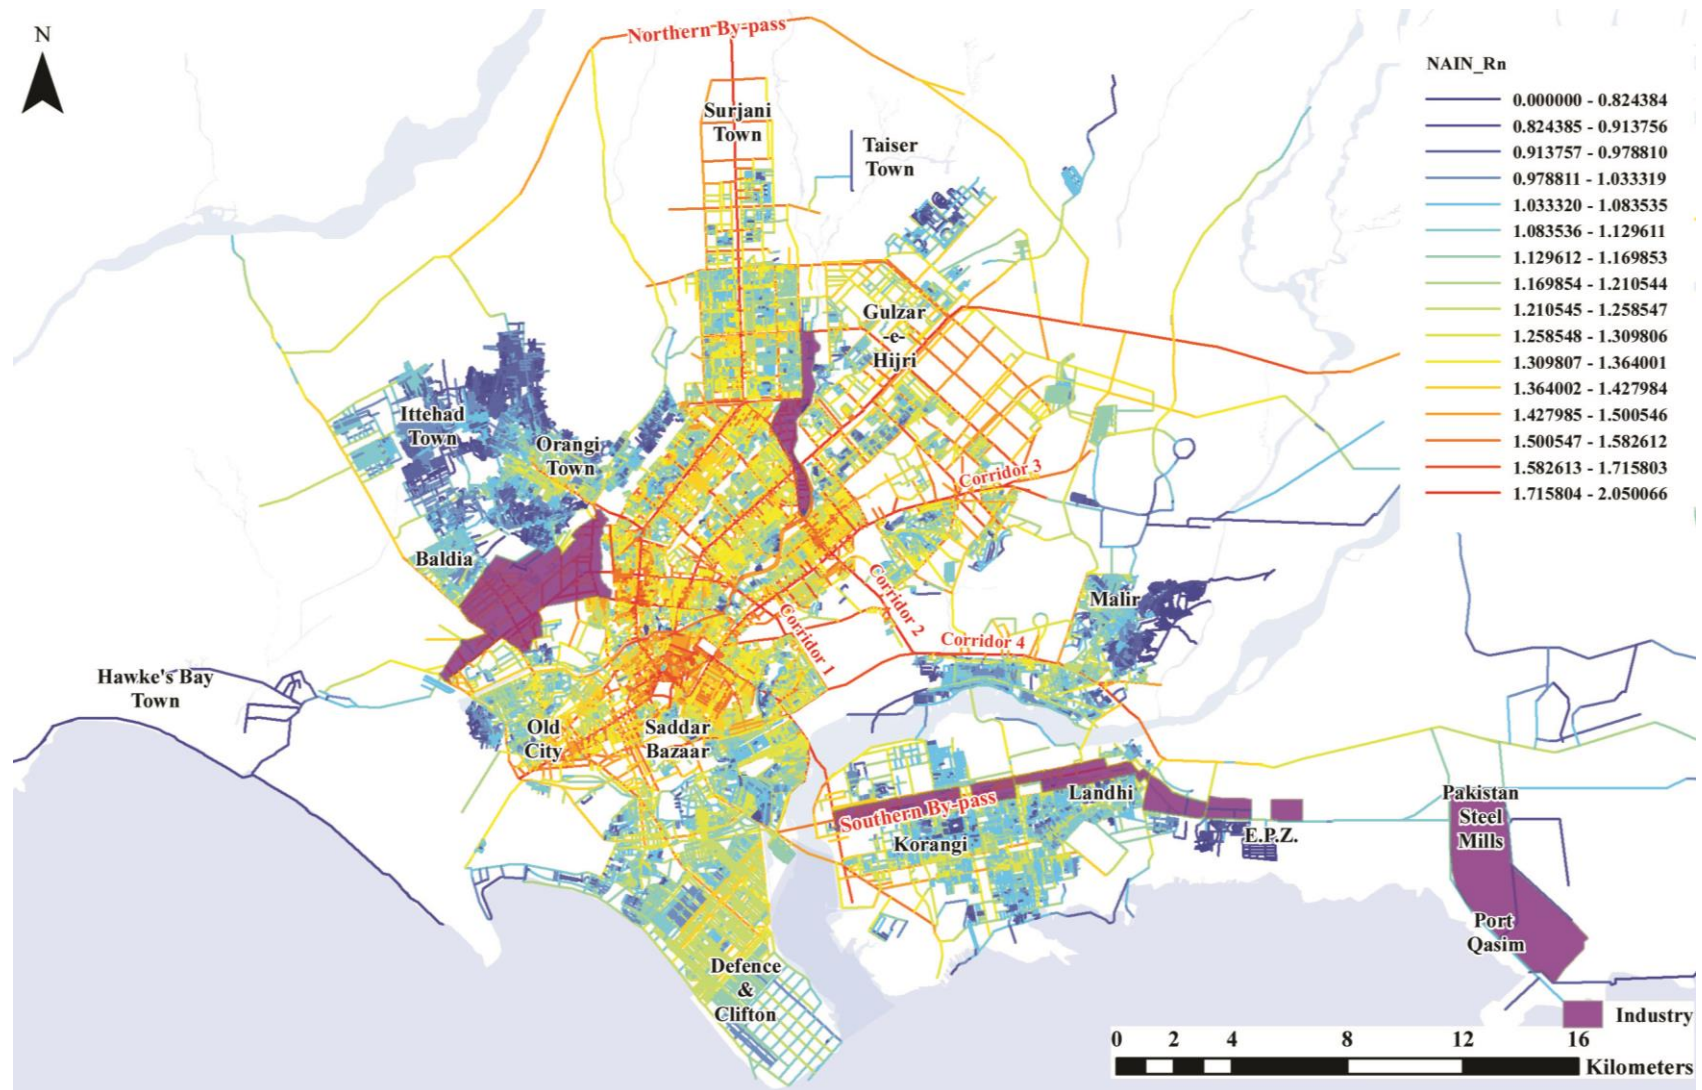 N
Northern By-pass
Surjani
Town
Taiser
Town
Gulzar
-e-
Hijri
Ittehad
Town
Orangi
Town
Corridor 3
Baldia
Corridor 2
Corridor 1
Malir
Corridor 4
Hawke's Bay
Town
Old
City
Saddar
Bazaar
Landhi
Southern By-pass
Korangi
E.P.Z.
Pakistan
Steel
Mills
Port
Qasim
Defence
&
Clifton
NAIN_Rn
0.000000 - 0.824384
0.824385 - 0.913756
0.913757 - 0.978810
0.978811 - 1.033319
1.033320 - 1.083535
1.083536 - 1.129611
1.129612 - 1.169853
1.169854 - 1.210544
1.210545 - 1.258547
1.258548 - 1.309806
1.309807 - 1.364001
1.364002 - 1.427984
1.427985 - 1.500546
1.500547 - 1.582612
1.582613 - 1.715803
1.715804 - 2.050066
Industry
0 2 4 8 12 16
Kilometers